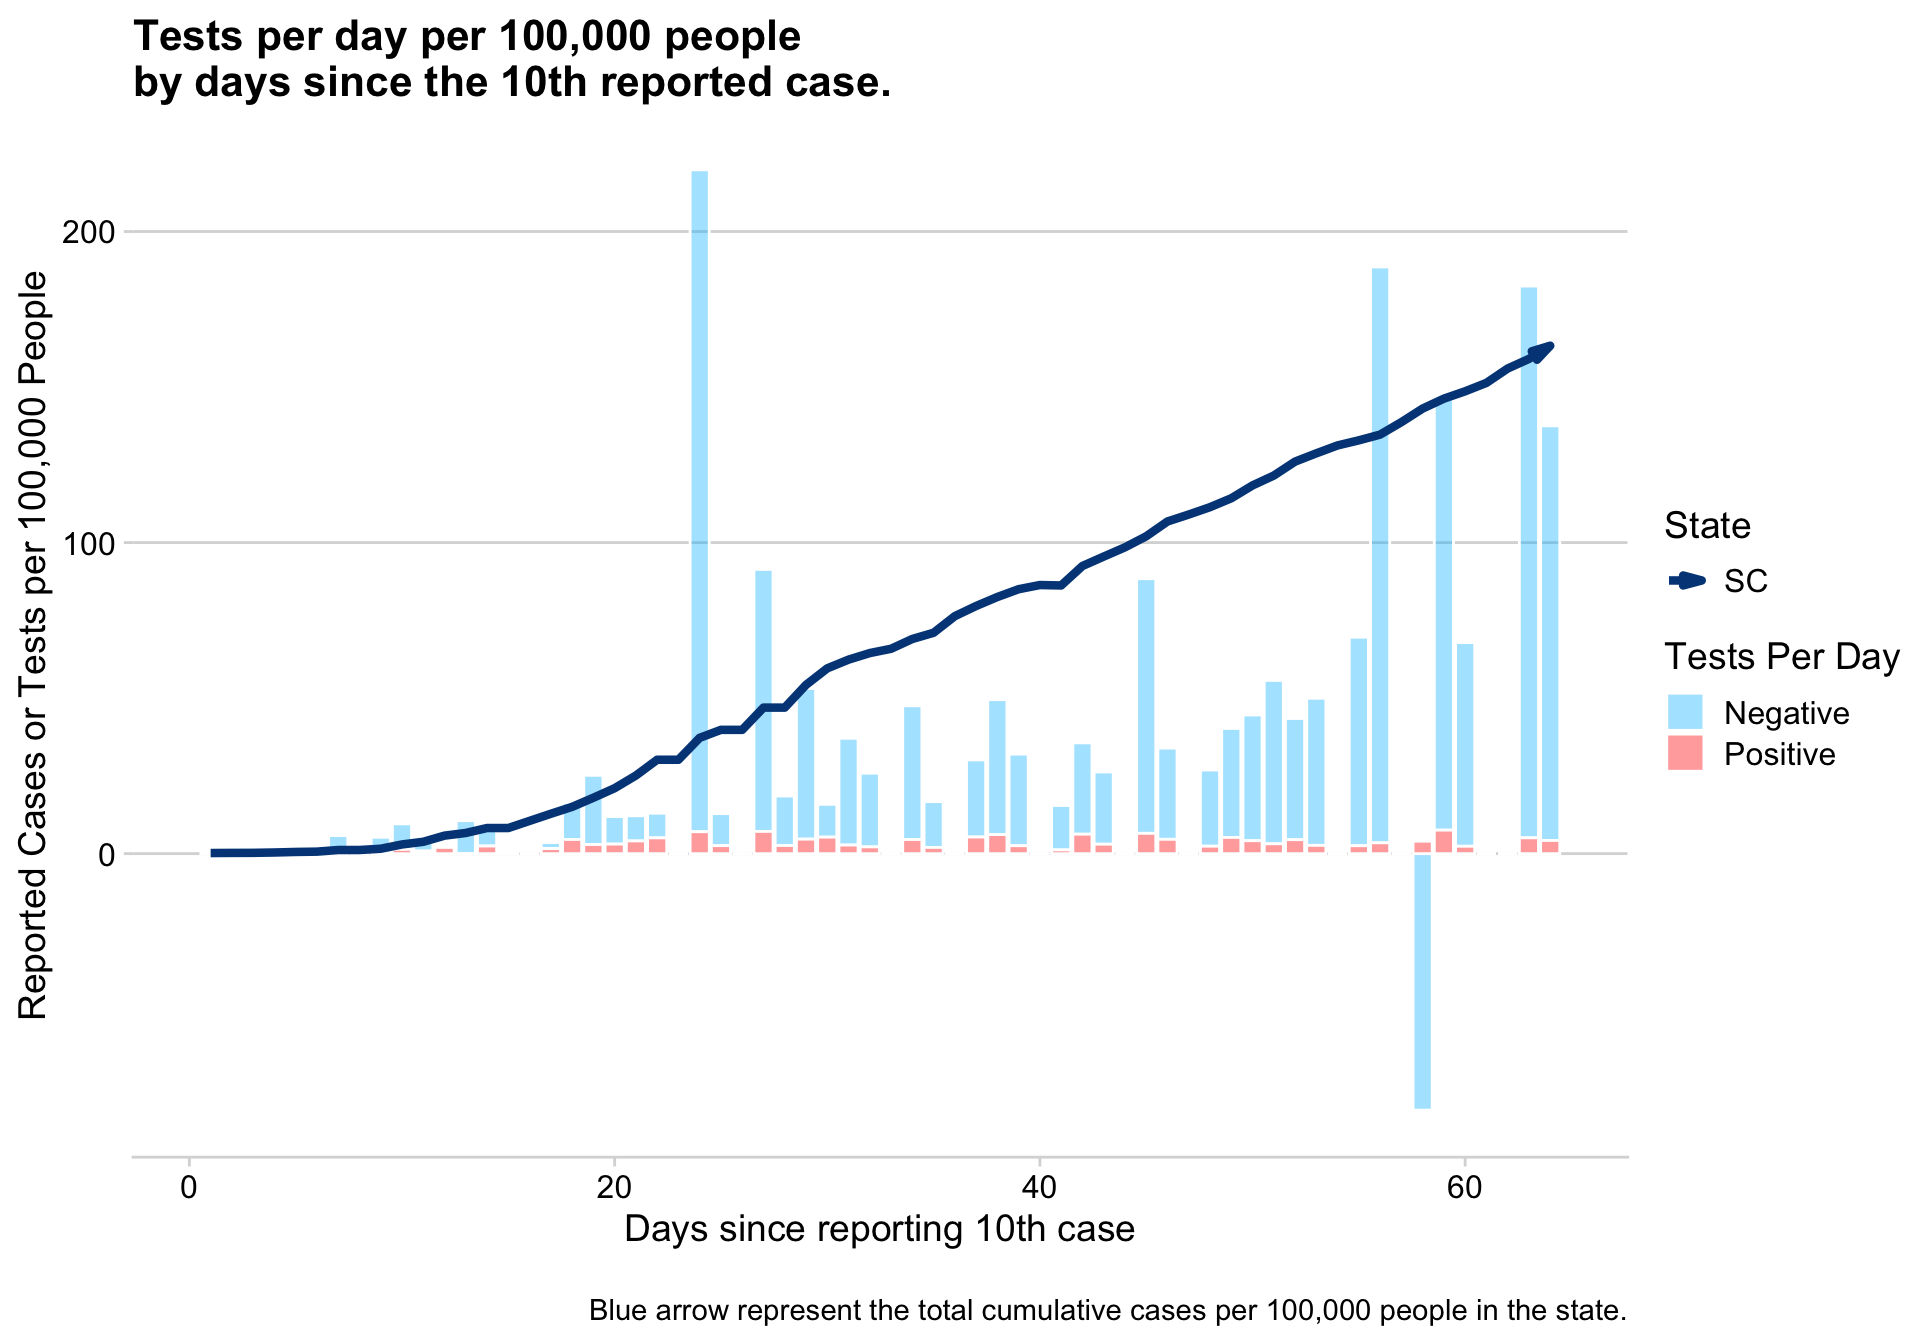 Tests per day per 100,000 people
by days since the 10th reported case.
Reported Cases or Tests per 100,000 People
200
100
0
0
20
40
60
Days since reporting 10th case
State
SC
Tests Per Day
Negative
Positive
Blue arrow represent the total cumulative cases per 100,000 people in the state.